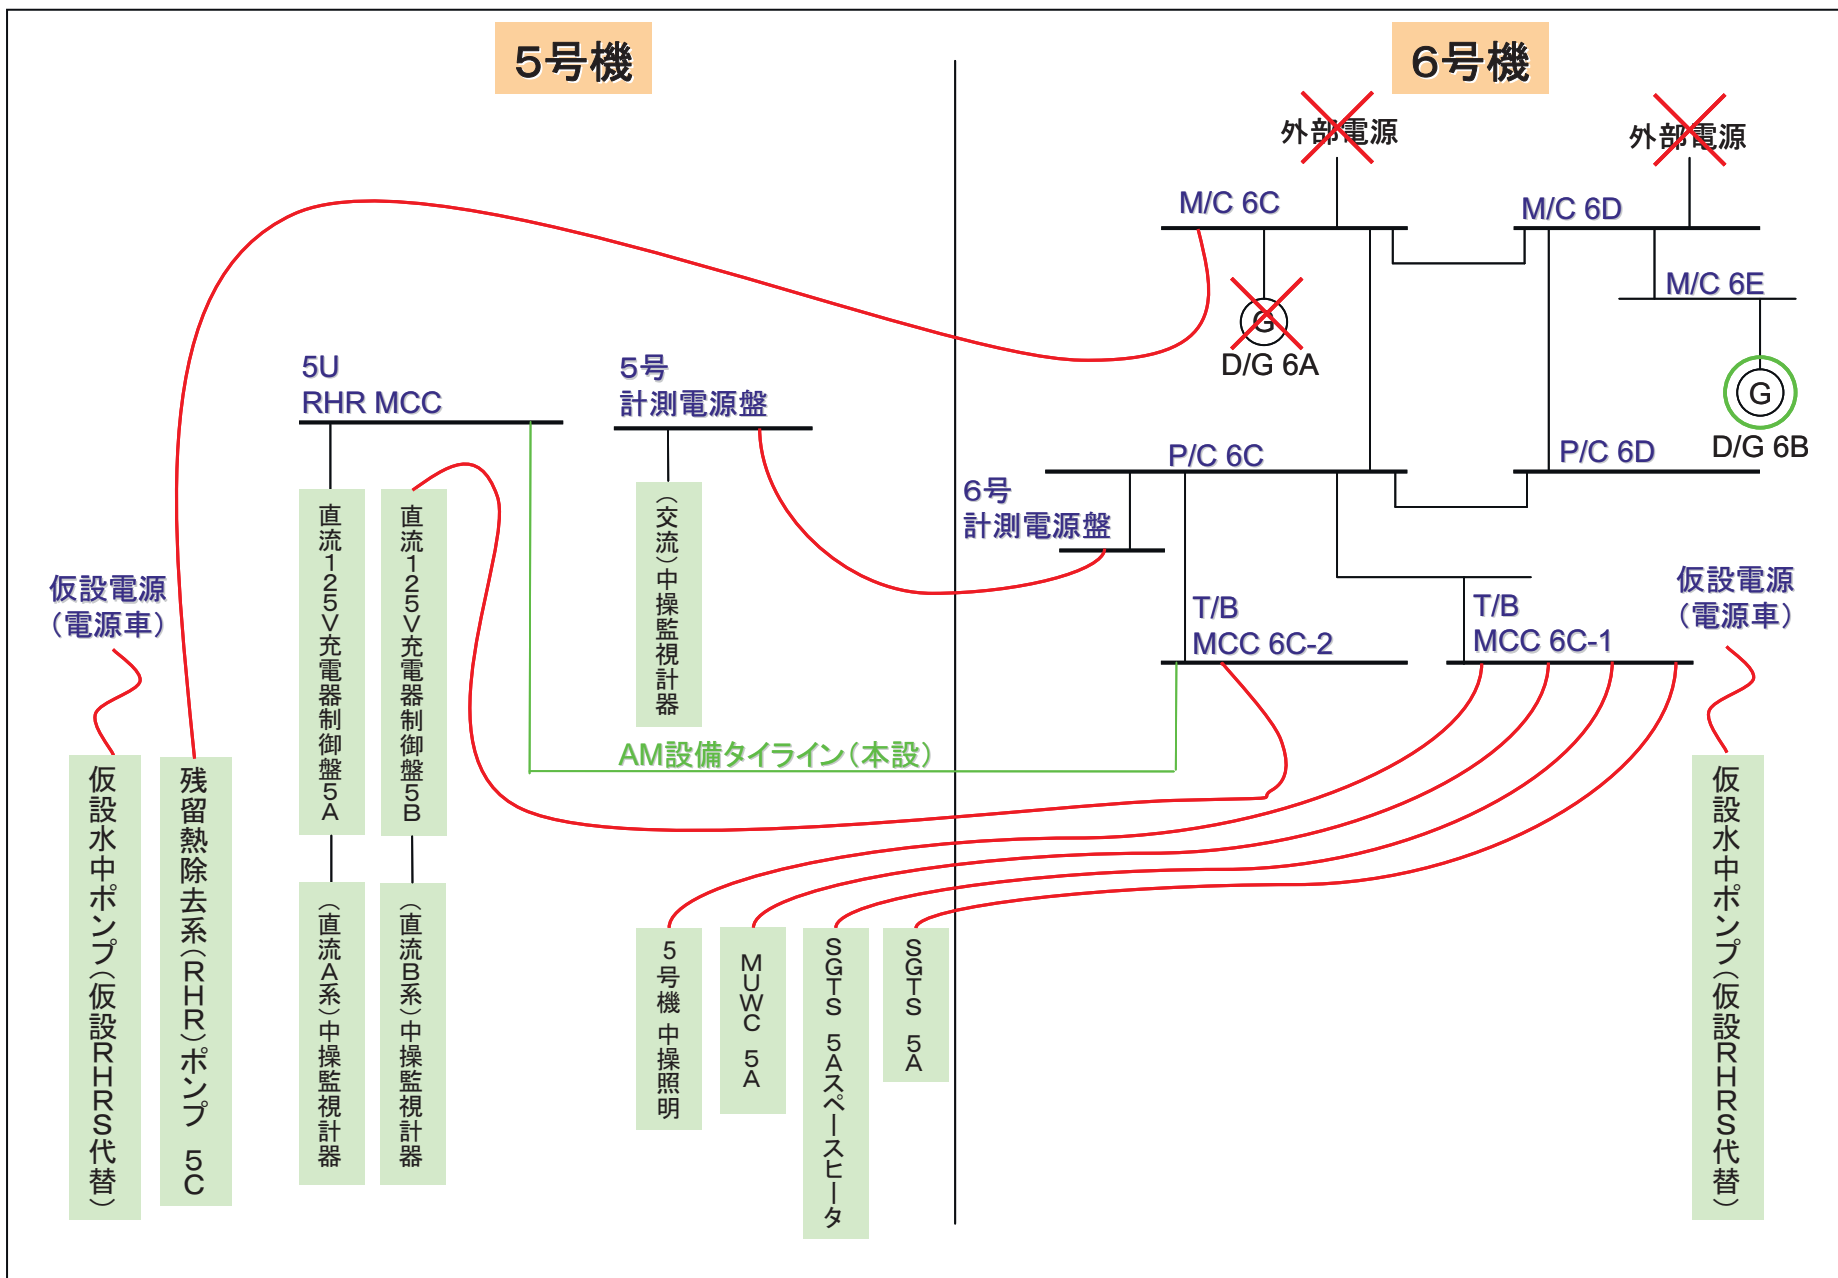 5号機
6号機
外部電源
外部電源
M/C 6C
M/C 6D
M/C 6E
G
D/G 6A
G
D/G 6B
5U
RHR MCC
5号
計測電源盤
P/C 6C
P/C 6D
6号
計測電源盤
T/B
MCC 6C-2
T/B
MCC 6C-1
仮設電源
（電源車）
仮設電源
（電源車）
直流125V充電器制御盤5A
直流125V充電器制御盤5B
（交流）中操監視計器
AM設備タイライン（本設）
仮設水中ポンプ（仮設RHRS代替）
残留熱除去系（RHR）ポンプ 5C
（直流A系）中操監視計器
（直流B系）中操監視計器
5号機 中操照明
MUWC 5A
SGTS 5Aスペースヒータ
SGTS 5A
仮設水中ポンプ（仮設RHRS代替）